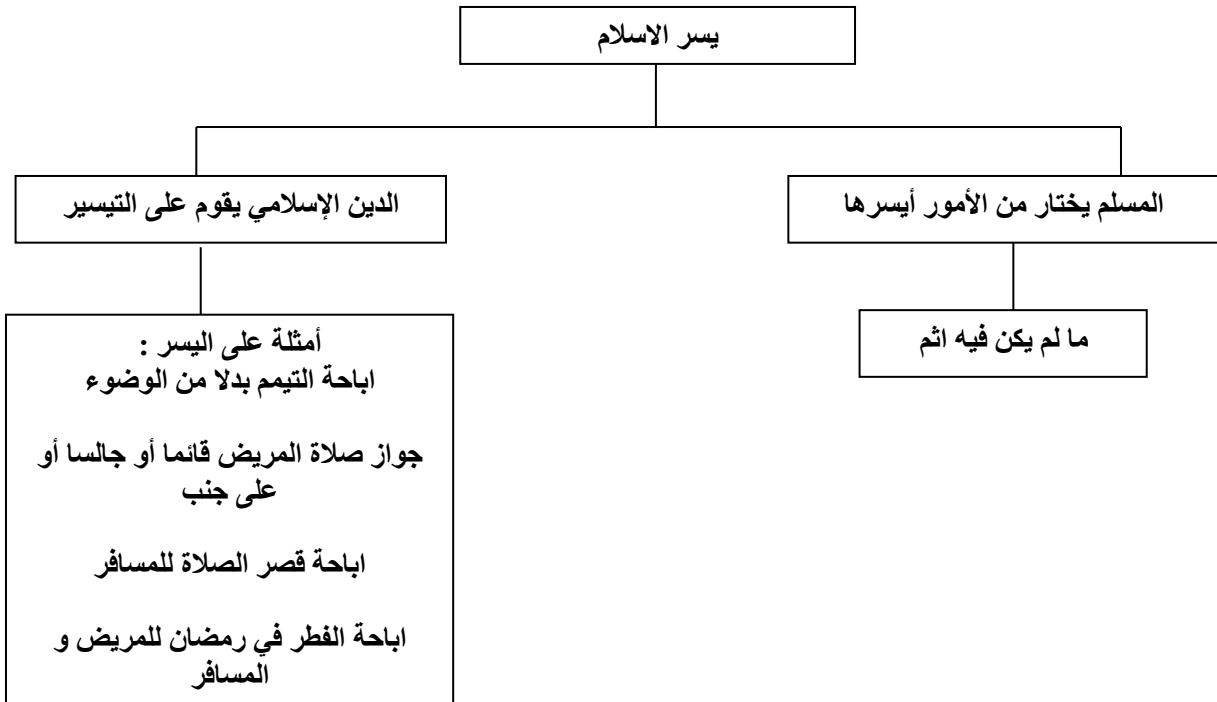 يسر الاسلام
المسلم يختار من الأمور أيسرها
الدين الإسلامي يقوم على التيسير
ما لم يكن فيه اثم
أمثلة على اليسر :
اباحة التيمم بدلا من الوضوء
جواز صلاة المريض قائما أو جالسا أو
على جنب
اباحة قصر الصلاة للمسافر
اباحة الفطر في رمضان للمريض و
المسافر